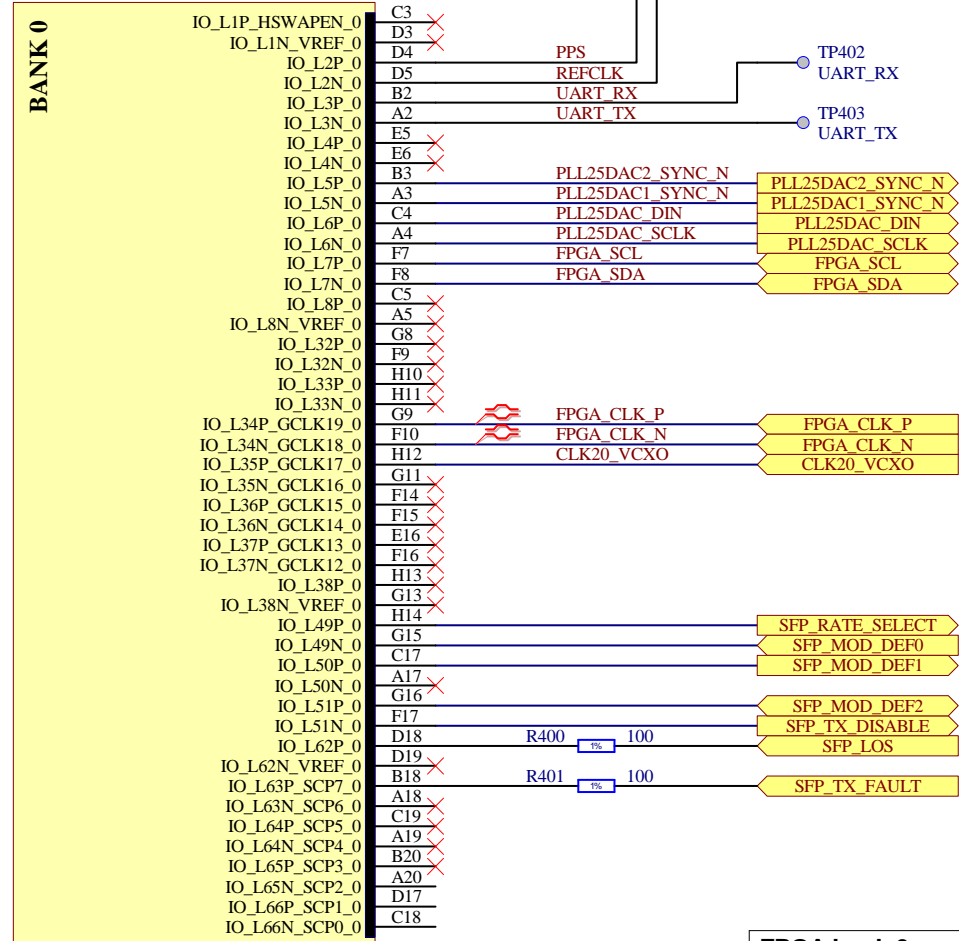 BANK 0
IO_L1P_HSWAPEN_0 C3
IO_L1N_VREF_0 D3
IO_L2P_0 D4 PPS
IO_L2N_0 D5 REFCLK
IO_L3P_0 B2 UART_RX
TP402
UART_RX
IO_L3N_0 A2 UART_TX
TP403
UART_TX
IO_L4P_0 E5
IO_L4N_0 E6
IO_L5P_0 B3 PLL25DAC2_SYNC_N PLL25DAC2_SYNC_N
IO_L5N_0 A3 PLL25DAC1_SYNC_N PLL25DAC1_SYNC_N
IO_L6P_0 C4 PLL25DAC_DIN PLL25DAC_DIN
IO_L6N_0 A4 PLL25DAC_SCLK PLL25DAC_SCLK
IO_L7P_0 F7 FPGA_SCL FPGA_SCL
IO_L7N_0 F8 FPGA_SDA FPGA_SDA
IO_L8P_0 C5
IO_L8N_VREF_0 A5
IO_L32P_0 G8
IO_L32N_0 F9
IO_L33P_0 H10
IO_L33N_0 H11
IO_L34P_GCLK19_0 G9 FPGA_CLK_P FPGA_CLK_P
IO_L34N_GCLK18_0 F10 FPGA_CLK_N FPGA_CLK_N
IO_L35P_GCLK17_0 H12 CLK20_VCXO CLK20_VCXO
IO_L35N_GCLK16_0 G11
IO_L36P_GCLK15_0 F14
IO_L36N_GCLK14_0 F15
IO_L37P_GCLK13_0 E16
IO_L37N_GCLK12_0 F16
IO_L38P_0 H13
IO_L38N_VREF_0 G13
IO_L49P_0 H14 SFP_RATE_SELECT
IO_L49N_0 G15 SFP_MOD_DEF0
IO_L50P_0 C17 SFP_MOD_DEF1
IO_L50N_0 A17
IO_L51P_0 G16 SFP_MOD_DEF2
IO_L51N_0 F17 SFP_TX_DISABLE
IO_L62P_0 D18 R400 1% 100 SFP_LOS
IO_L62N_VREF_0 D19
IO_L63P_SCP7_0 B18 R401 1% 100 SFP_TX_FAULT
IO_L63N_SCP6_0 A18
IO_L64P_SCP5_0 C19
IO_L64N_SCP4_0 A19
IO_L65P_SCP3_0 B20
IO_L65N_SCP2_0 A20
IO_L66P_SCP1_0 D17
IO_L66N_SCP0_0 C18